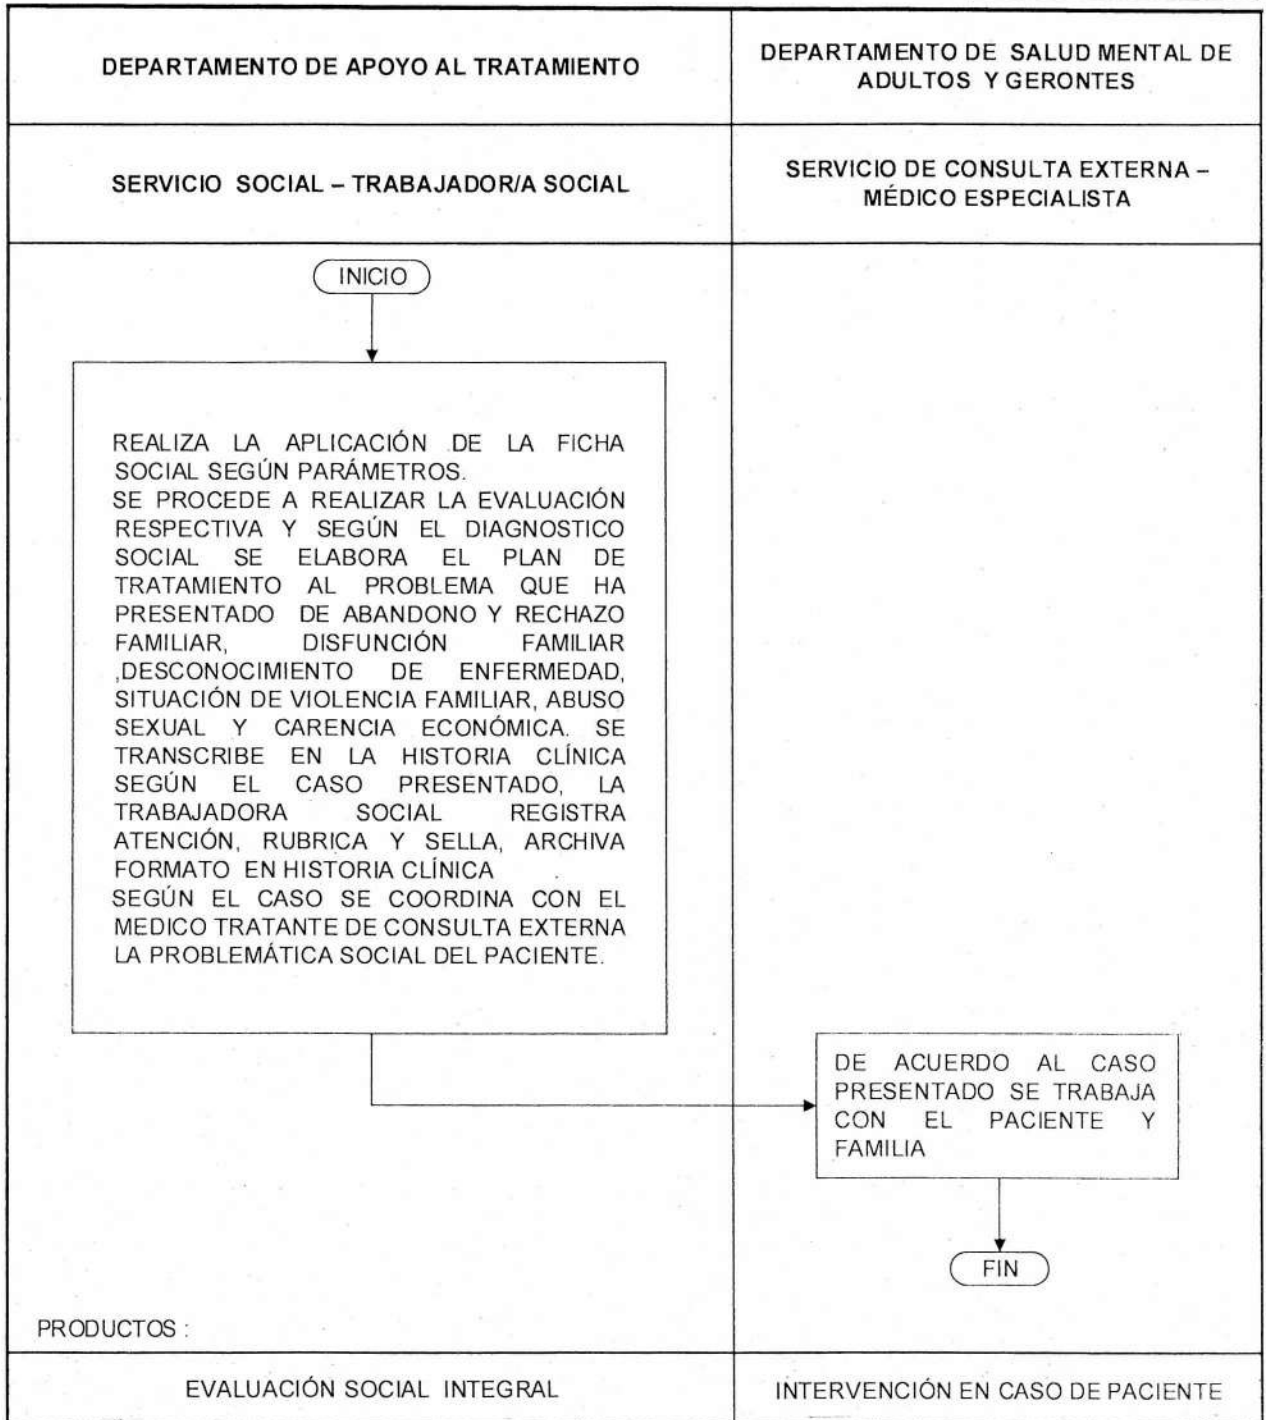 DEPARTAMENTO DE APOYO AL TRATAMIENTO
DEPARTAMENTO DE SALUD MENTAL DE
ADULTOS Y GERONTES
SERVICIO SOCIAL – TRABAJADOR/A SOCIAL
SERVICIO DE CONSULTA EXTERNA –
MÉDICO ESPECIALISTA
INICIO
REALIZA LA APLICACIÓN DE LA FICHA
SOCIAL SEGÚN PARÁMETROS.
SE PROCEDE A REALIZAR LA EVALUACIÓN
RESPECTIVA Y SEGÚN EL DIAGNOSTICO
SOCIAL SE ELABORA EL PLAN DE
TRATAMIENTO AL PROBLEMA QUE HA
PRESENTADO DE ABANDONO Y RECHAZO
FAMILIAR, DISFUNCIÓN FAMILIAR
,DESCONOCIMIENTO DE ENFERMEDAD,
SITUACIÓN DE VIOLENCIA FAMILIAR, ABUSO
SEXUAL Y CARENCIA ECONÓMICA. SE
TRANSCRIBE EN LA HISTORIA CLÍNICA
SEGÚN EL CASO PRESENTADO, LA
TRABAJADORA SOCIAL REGISTRA
ATENCIÓN, RUBRICA Y SELLA, ARCHIVA
FORMATO EN HISTORIA CLÍNICA
SEGÚN EL CASO SE COORDINA CON EL
MEDICO TRATANTE DE CONSULTA EXTERNA
LA PROBLEMÁTICA SOCIAL DEL PACIENTE.
DE ACUERDO AL CASO
PRESENTADO SE TRABAJA
CON EL PACIENTE Y
FAMILIA
FIN
PRODUCTOS :
EVALUACIÓN SOCIAL INTEGRAL
INTERVENCIÓN EN CASO DE PACIENTE